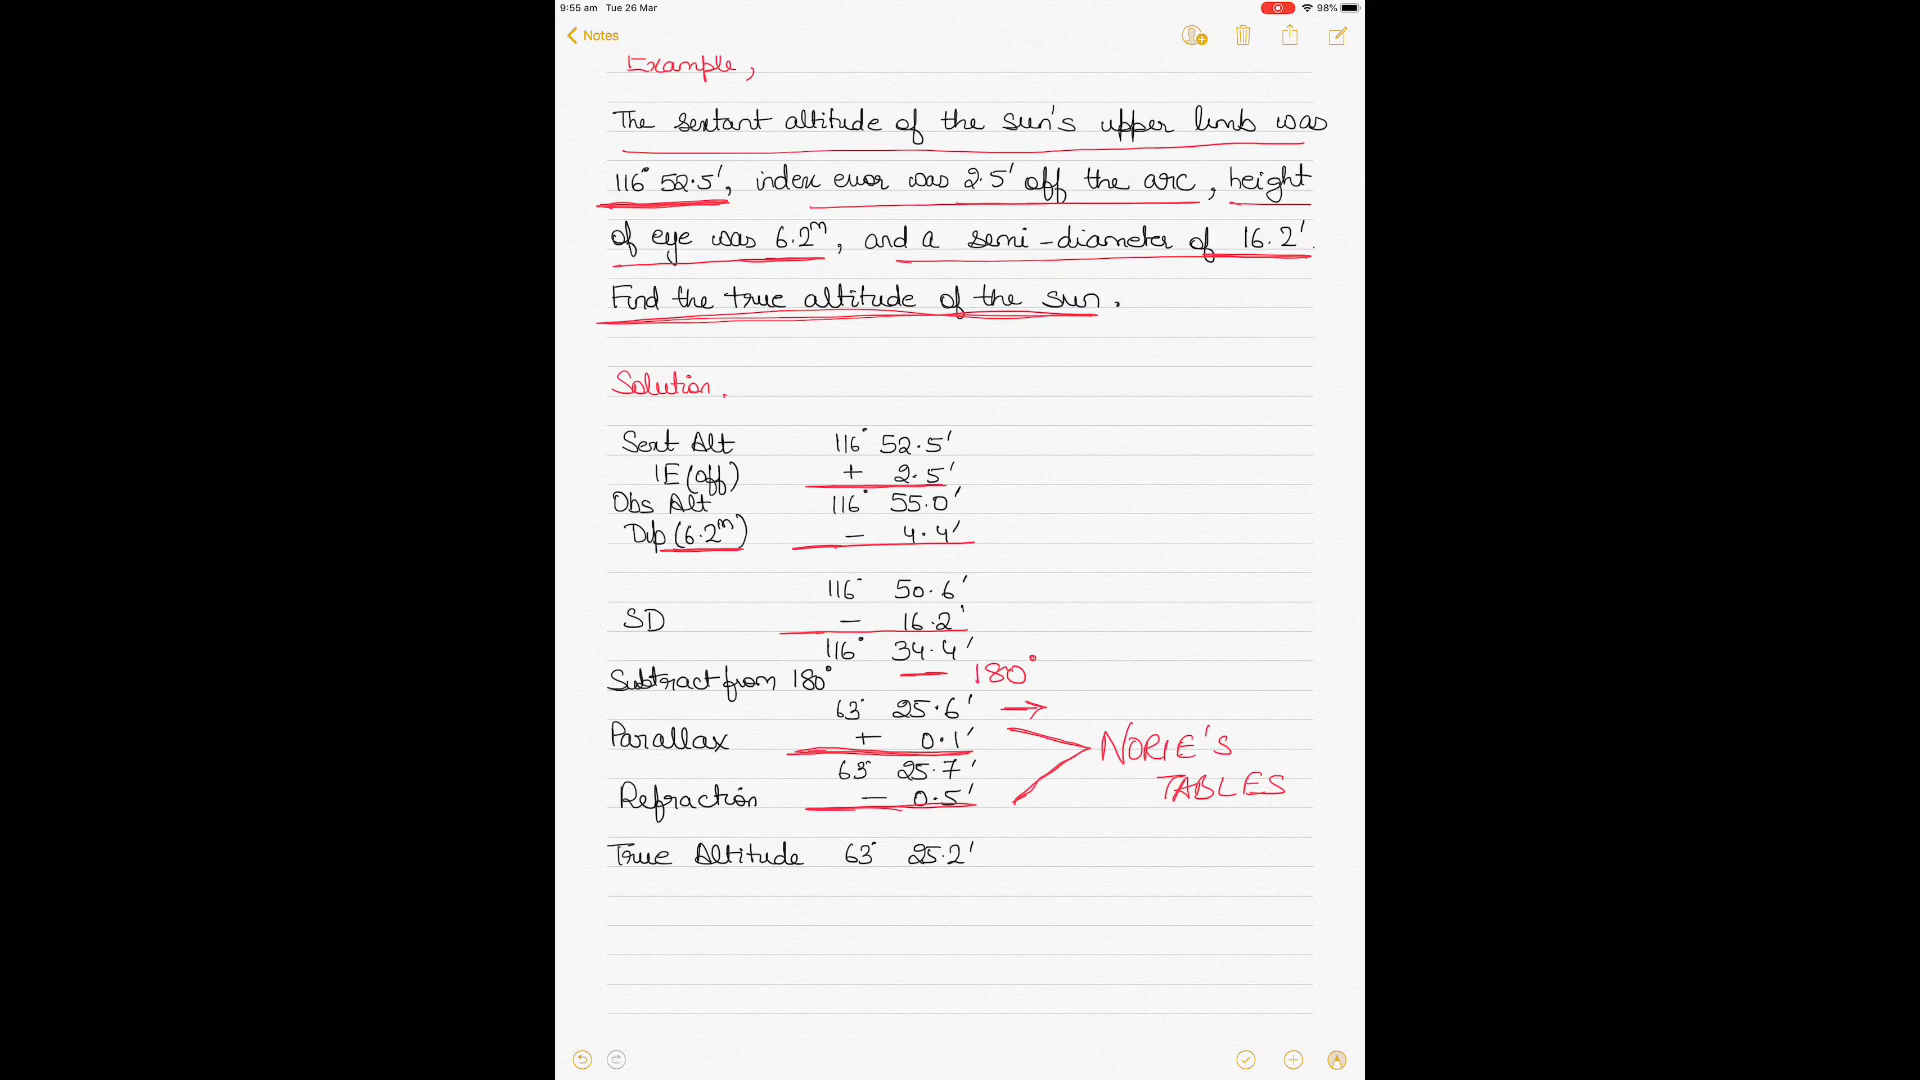 9:55 am Tue 26 Mar
98%
Notes
Example,
The sextant altitude of the sun's upper limb was
116° 52.5', index error was 2.5' off the arc, height
of eye was 6.2m, and a semi-diameter of 16.2'.
Find the true altitude of the sun.
Solution.
Sext Alt 116° 52.5'
IE (off) + 2.5'
Obs Alt 116° 55.0'
Dip (6.2m) - 4.4'
116° 50.6'
SD - 16.2'
116° 34.4'
Subtract from 180° — 180°
63° 25.6' →
Parallax + 0.1' NORIE'S
63° 25.7' TABLES
Refraction - 0.5'
True Altitude 63° 25.2'